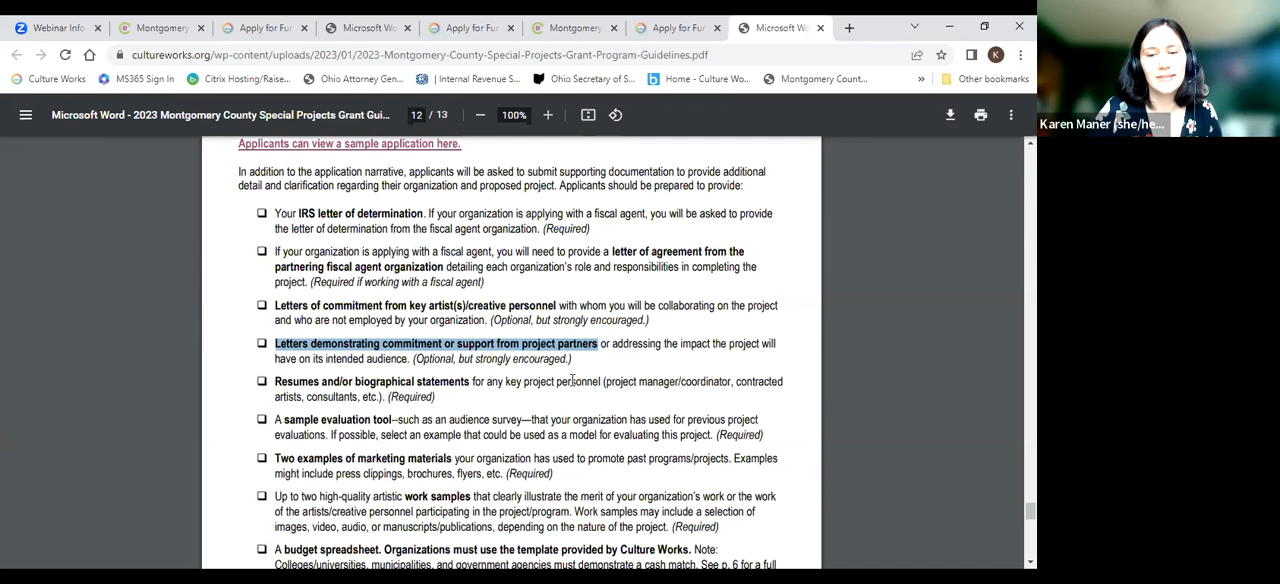 Webinar Info
Montgomery
Apply for Fur
Microsoft Wor
Apply for Fur
Montgomery
Apply for Fur
Microsoft Wo
cultureworks.org/wp-content/uploads/2023/01/2023-Montgomery-County-Special-Projects-Grant-Program-Guidelines.pdf
K
Culture Works
MS365 Sign In
Citrix Hosting/Raise...
Ohio Attorney Gen...
| Internal Revenue S...
Ohio Secretary of S...
Home - Culture Wo...
Montgomery Count...
»
Other bookmarks
Microsoft Word - 2023 Montgomery County Special Projects Grant Gui...
12 / 13
100%
Karen Maner (she/he...
Applicants can view a sample application here.
In addition to the application narrative, applicants will be asked to submit supporting documentation to provide additional
detail and clarification regarding their organization and proposed project. Applicants should be prepared to provide:
Your IRS letter of determination. If your organization is applying with a fiscal agent, you will be asked to provide
the letter of determination from the fiscal agent organization. (Required)
If your organization is applying with a fiscal agent, you will need to provide a letter of agreement from the
partnering fiscal agent organization detailing each organization's role and responsibilities in completing the
project. (Required if working with a fiscal agent)
Letters of commitment from key artist(s)/creative personnel with whom you will be collaborating on the project
and who are not employed by your organization. (Optional, but strongly encouraged.)
Letters demonstrating commitment or support from project partners or addressing the impact the project will
have on its intended audience. (Optional, but strongly encouraged.)
Resumes and/or biographical statements for any key project personnel (project manager/coordinator, contracted
artists, consultants, etc.). (Required)
A sample evaluation tool--such as an audience survey—that your organization has used for previous project
evaluations. If possible, select an example that could be used as a model for evaluating this project. (Required)
Two examples of marketing materials your organization has used to promote past programs/projects. Examples
might include press clippings, brochures, flyers, etc. (Required)
Up to two high-quality artistic work samples that clearly illustrate the merit of your organization's work or the work
of the artists/creative personnel participating in the project/program. Work samples may include a selection of
images, video, audio, or manuscripts/publications, depending on the nature of the project. (Required)
A budget spreadsheet. Organizations must use the template provided by Culture Works. Note:
Colleges/universities, municipalities, and government agencies must demonstrate a cash match. See p. 6 for a full